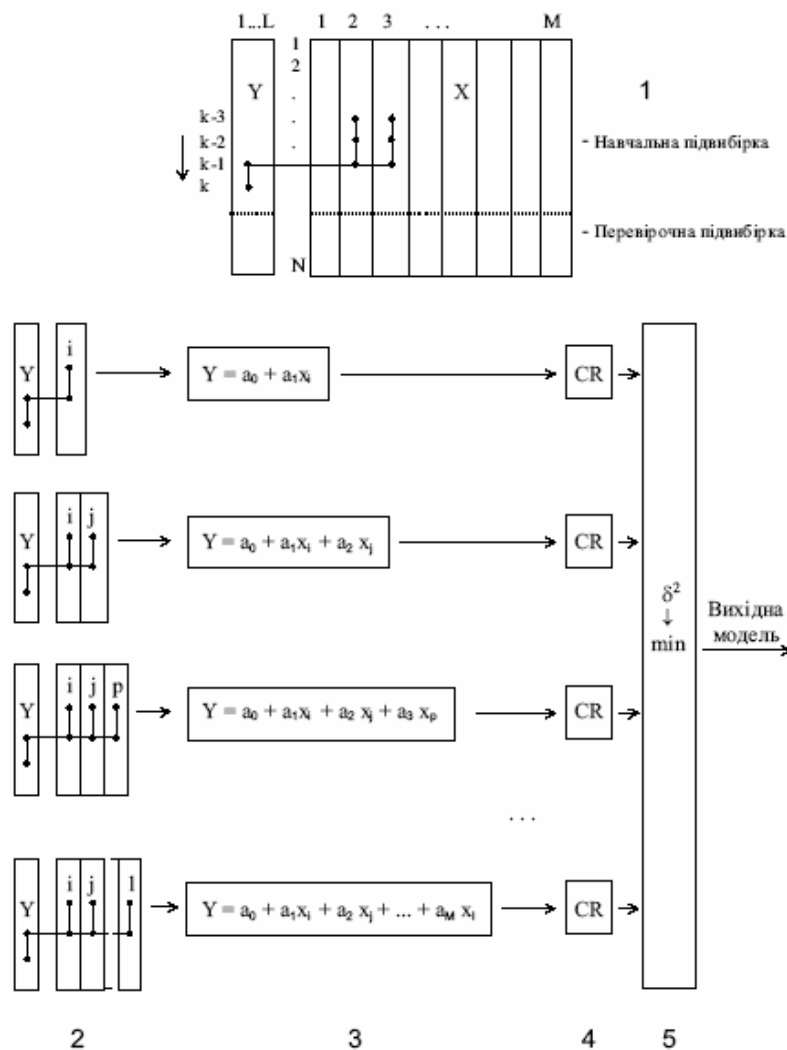 1...L 1 2 3 . . . M
1
2
Y X 1
k-3
k-2
k-1
k
- Навчальна підвибірка
- Перевірочна підвибірка
N
Y i
Y = a₀ + a₁xᵢ
CR
Y i j
Y = a₀ + a₁xᵢ + a₂ xⱼ
CR
δ²
↓
min
Вихідна
модель
Y i j p
Y = a₀ + a₁xᵢ + a₂ xⱼ + a₃ xₚ
CR
. . .
Y i j l
Y = a₀ + a₁xᵢ + a₂ xⱼ + ... + a_M xₗ
CR
2 3 4 5